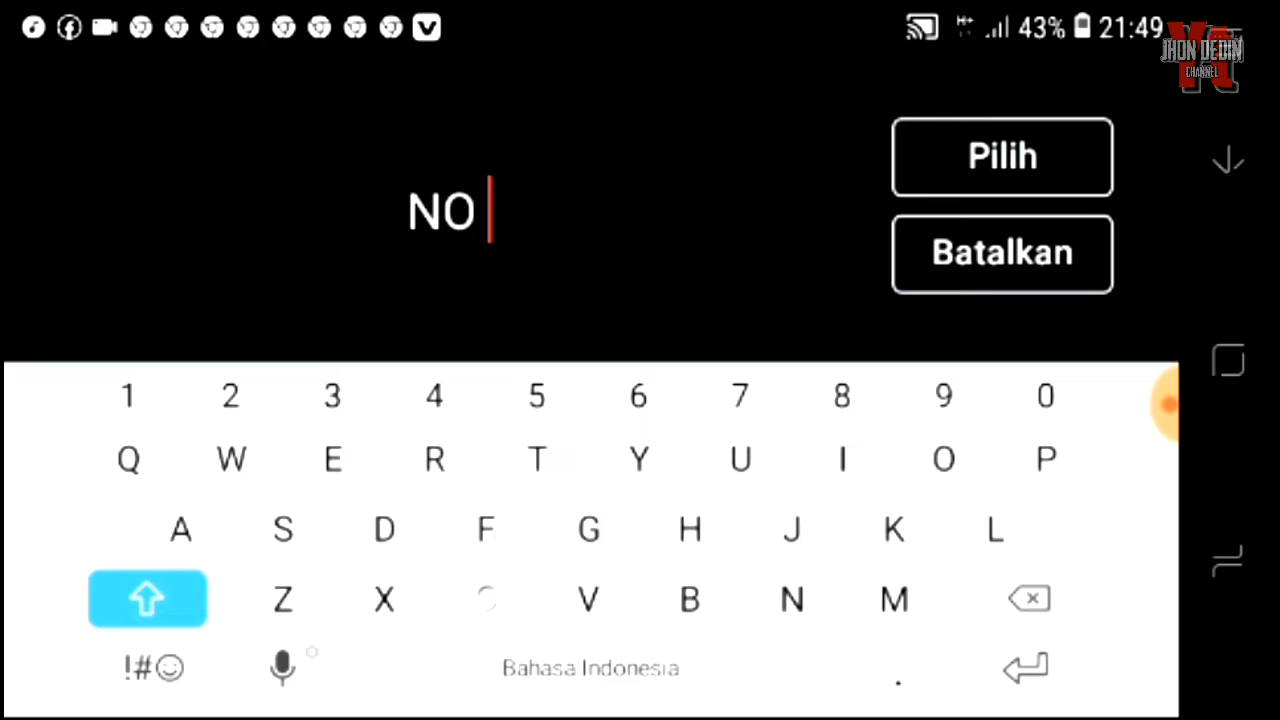 43% 21:49
JHON DEDIN
CHANNEL
Pilih
NO
Batalkan
1 2 3 4 5 6 7 8 9 0
Q W E R T Y U I O P
A S D F G H J K L
Z X C V B N M
!#☺ Bahasa Indonesia .